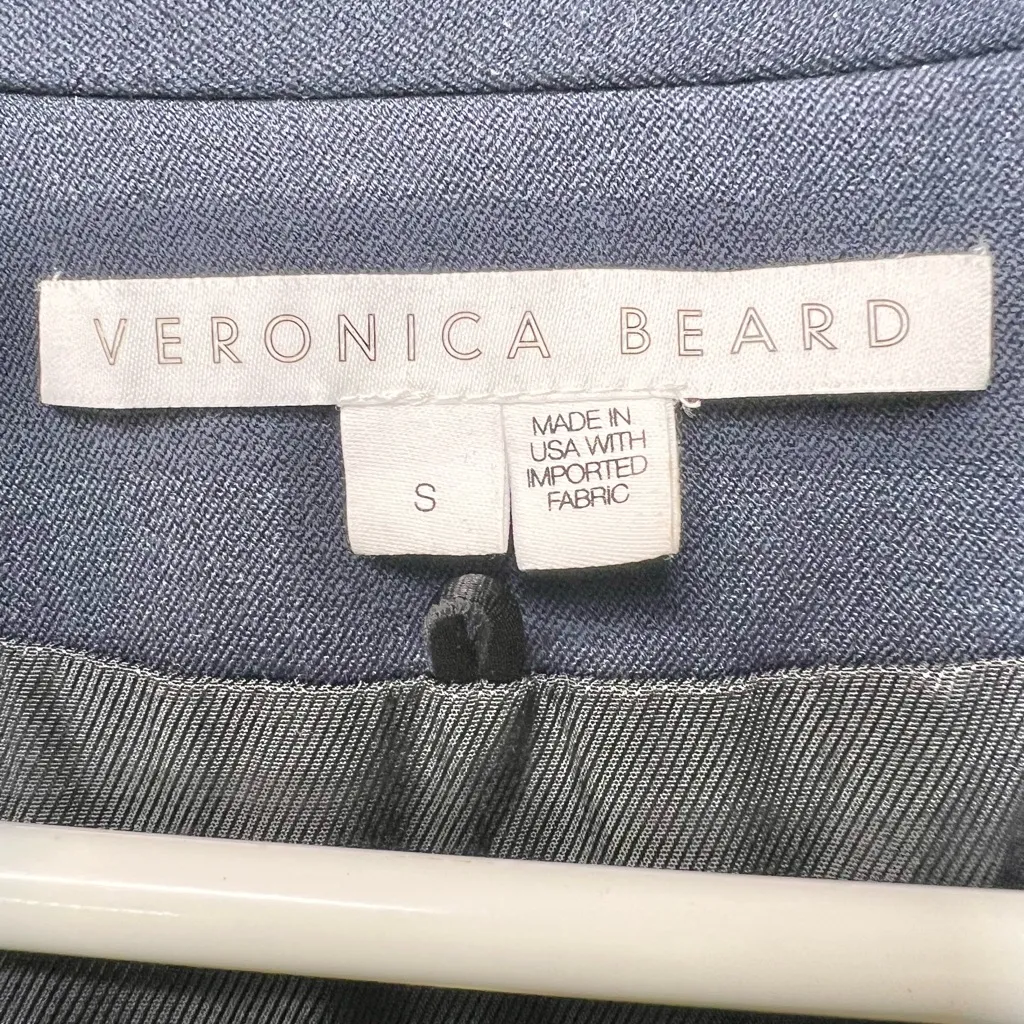 VERONICA BEARD
S
MADE IN
USA WITH
IMPORTED
FABRIC